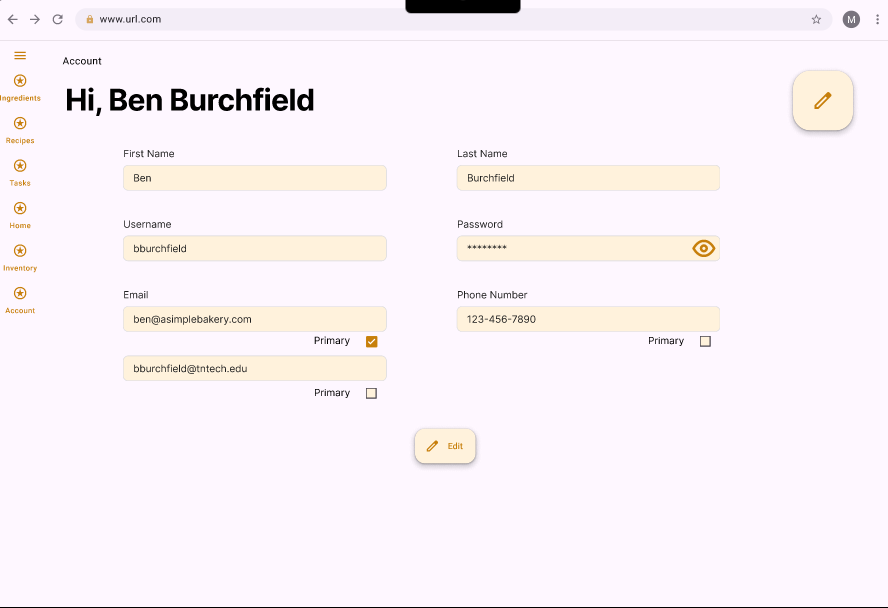 www.url.com
M
Account
Ingredients
Hi, Ben Burchfield
Recipes
First Name
Last Name
Ben
Burchfield
Tasks
Username
Password
Home
bburchfield
********
Inventory
Email
Phone Number
Account
ben@asimplebakery.com
123-456-7890
Primary
Primary
bburchfield@tntech.edu
Primary
Edit